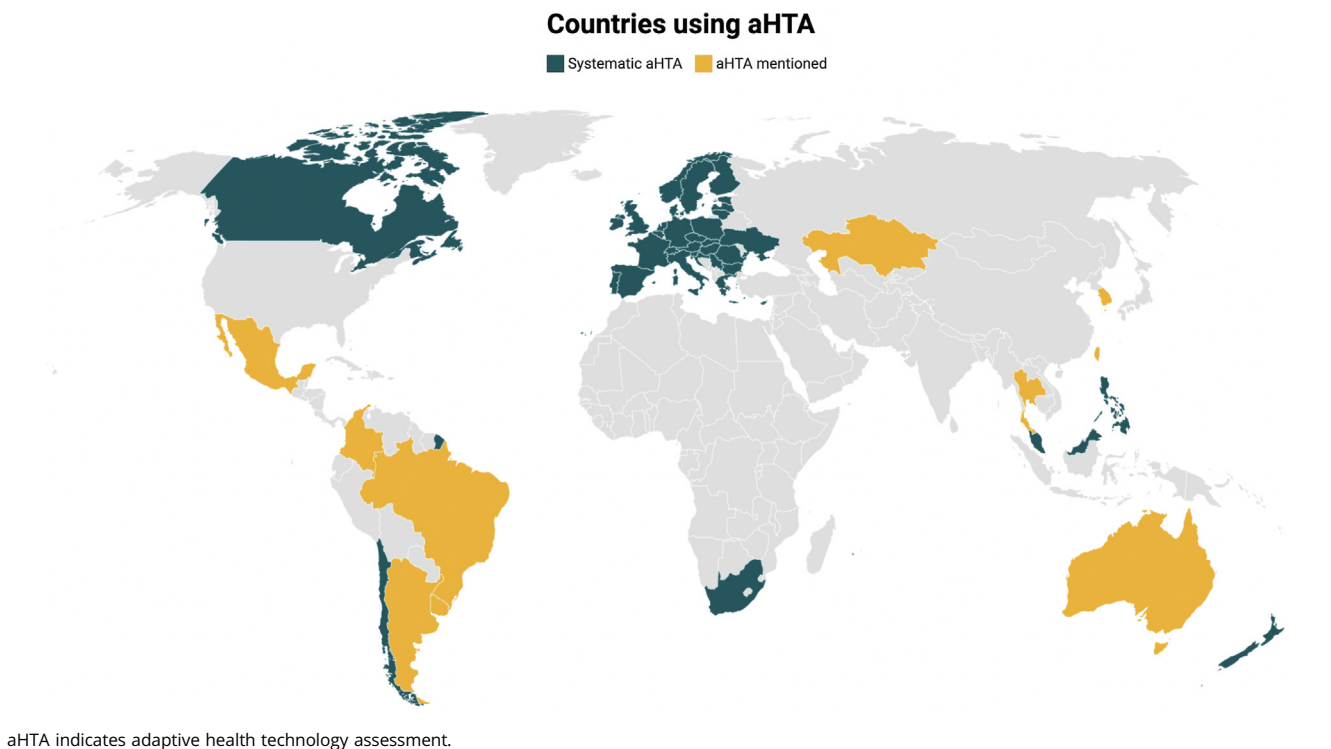 Countries using aHTA
Systematic aHTA aHTA mentioned
aHTA indicates adaptive health technology assessment.